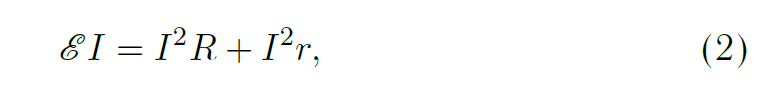 ℰI = I²R + I²r, (2)